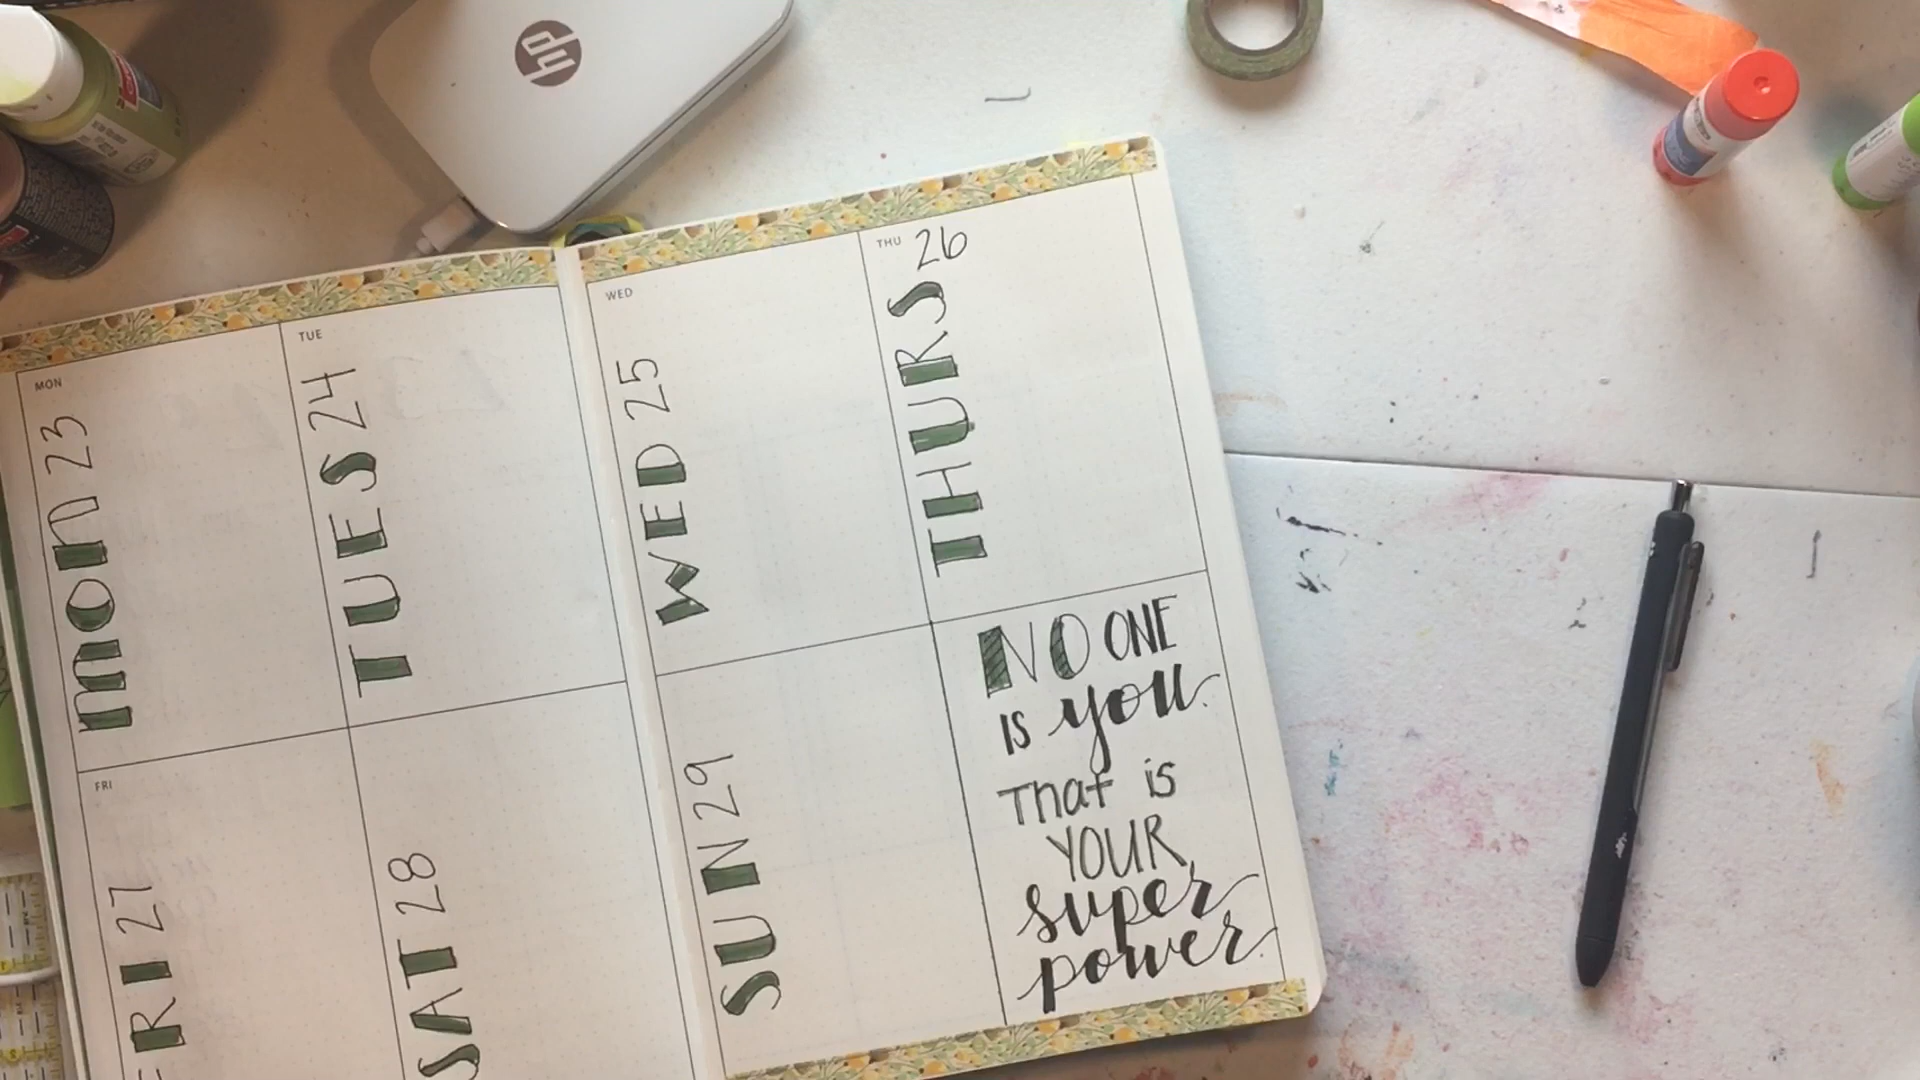 hp
MON
MON 23
TUE
TUES 24
WED
WED 25
THU
THURS 26
FRI
FRI 27
SAT 28
SUN 29
NO ONE
IS you.
That is
YOUR
super
power.